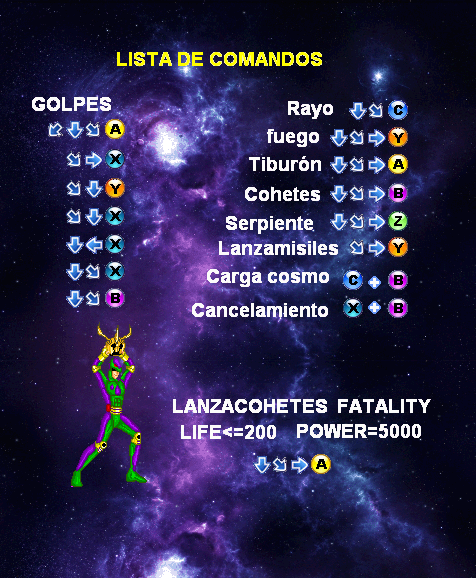 LISTA DE COMANDOS
GOLPES
↙ ↓ ↘ A
↘ → X
↘ ↓ Y
↘ ↓ X
↓ ← X
↓ ↘ X
↓ ↘ B
Rayo ↓ ↘ C
fuego ↓ ↘ → Y
Tiburón ↓ ↘ → A
Cohetes ↓ ↘ → B
Serpiente ↓ ↘ → Z
Lanzamisiles ↘ → Y
Carga cosmo C + B
Cancelamiento X + B
LANZACOHETES FATALITY
LIFE<=200 POWER=5000
↓ ↘ → A